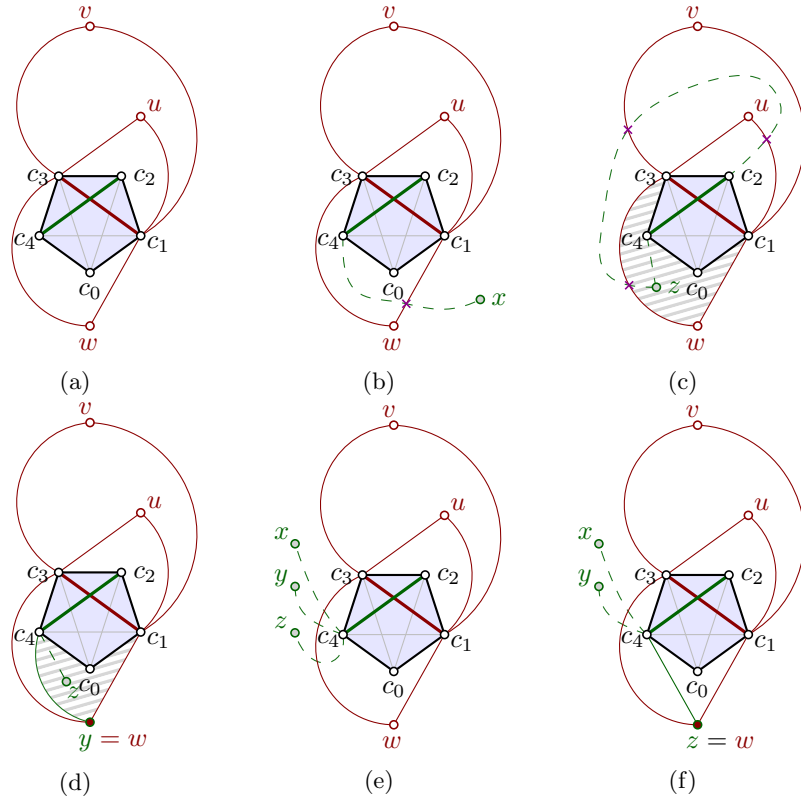 v v v
u u u
c3 c2 c3 c2 c3 c2
c4 c1 c4 c1 c4 c1
c0 c0 z c0
x
w w w
(a) (b) (c)
v v v
u x u x u
c3 c2 y c3 c2 y c3 c2
c4 c1 z c4 c1 c4 c1
z c0 c0 c0
y = w w z = w
(d) (e) (f)